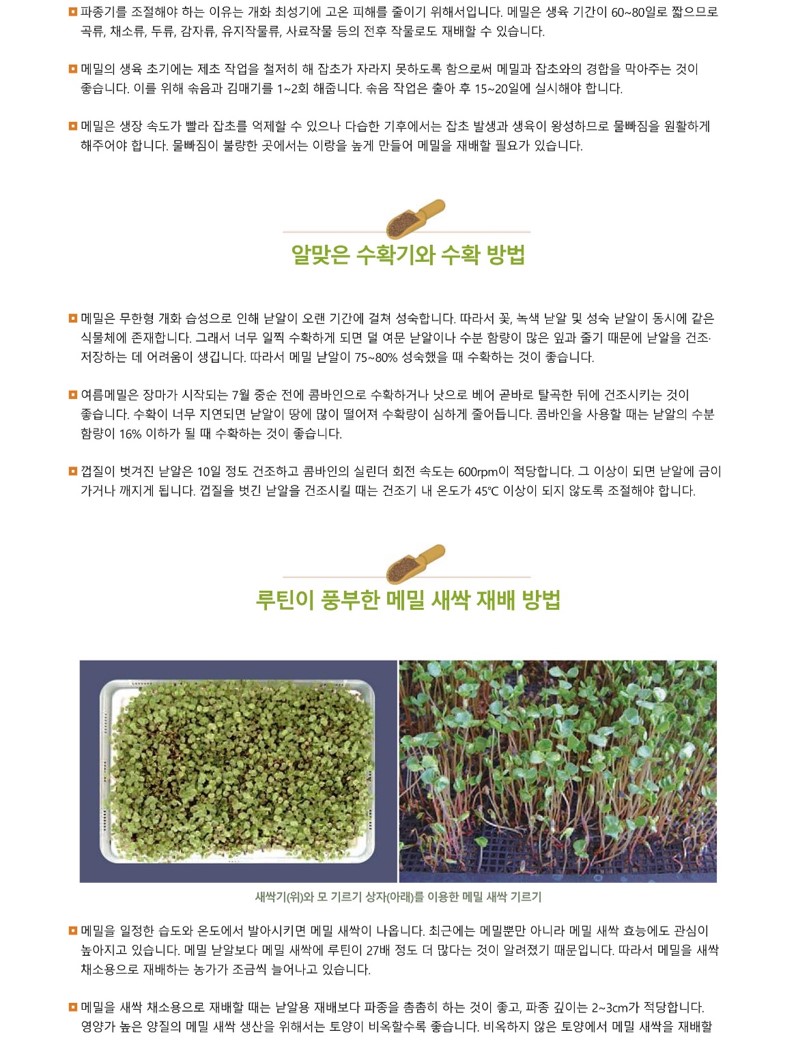 파종기를 조절해야 하는 이유는 개화 최성기에 고온 피해를 줄이기 위해서입니다. 메밀은 생육 기간이 60~80일로 짧으므로
곡류, 채소류, 두류, 감자류, 유지작물류, 사료작물 등의 전후 작물로도 재배할 수 있습니다.
메밀의 생육 초기에는 제초 작업을 철저히 해 잡초가 자라지 못하도록 함으로써 메밀과 잡초와의 경합을 막아주는 것이
좋습니다. 이를 위해 솎음과 김매기를 1~2회 해줍니다. 솎음 작업은 출아 후 15~20일에 실시해야 합니다.
메밀은 생장 속도가 빨라 잡초를 억제할 수 있으나 다습한 기후에서는 잡초 발생과 생육이 왕성하므로 물빠짐을 원활하게
해주어야 합니다. 물빠짐이 불량한 곳에서는 이랑을 높게 만들어 메밀을 재배할 필요가 있습니다.
알맞은 수확기와 수확 방법
메밀은 무한형 개화 습성으로 인해 낟알이 오랜 기간에 걸쳐 성숙합니다. 따라서 꽃, 녹색 낟알 및 성숙 낟알이 동시에 같은
식물체에 존재합니다. 그래서 너무 일찍 수확하게 되면 덜 여문 낟알이나 수분 함량이 많은 잎과 줄기 때문에 낟알을 건조·
저장하는 데 어려움이 생깁니다. 따라서 메밀 낟알이 75~80% 성숙했을 때 수확하는 것이 좋습니다.
여름메밀은 장마가 시작되는 7월 중순 전에 콤바인으로 수확하거나 낫으로 베어 곧바로 탈곡한 뒤에 건조시키는 것이
좋습니다. 수확이 너무 지연되면 낟알이 땅에 많이 떨어져 수확량이 심하게 줄어듭니다. 콤바인을 사용할 때는 낟알의 수분
함량이 16% 이하가 될 때 수확하는 것이 좋습니다.
껍질이 벗겨진 낟알은 10일 정도 건조하고 콤바인의 실린더 회전 속도는 600rpm이 적당합니다. 그 이상이 되면 낟알에 금이
가거나 깨지게 됩니다. 껍질을 벗긴 낟알을 건조시킬 때는 건조기 내 온도가 45℃ 이상이 되지 않도록 조절해야 합니다.
루틴이 풍부한 메밀 새싹 재배 방법
새싹기(위)와 모 기르기 상자(아래)를 이용한 메밀 새싹 기르기
메밀을 일정한 습도와 온도에서 발아시키면 메밀 새싹이 나옵니다. 최근에는 메밀뿐만 아니라 메밀 새싹 효능에도 관심이
높아지고 있습니다. 메밀 낟알보다 메밀 새싹에 루틴이 27배 정도 더 많다는 것이 알려졌기 때문입니다. 따라서 메밀을 새싹
채소용으로 재배하는 농가가 조금씩 늘어나고 있습니다.
메밀을 새싹 채소용으로 재배할 때는 낟알용 재배보다 파종을 촘촘히 하는 것이 좋고, 파종 깊이는 2~3cm가 적당합니다.
영양가 높은 양질의 메밀 새싹 생산을 위해서는 토양이 비옥할수록 좋습니다. 비옥하지 않은 토양에서 메밀 새싹을 재배할